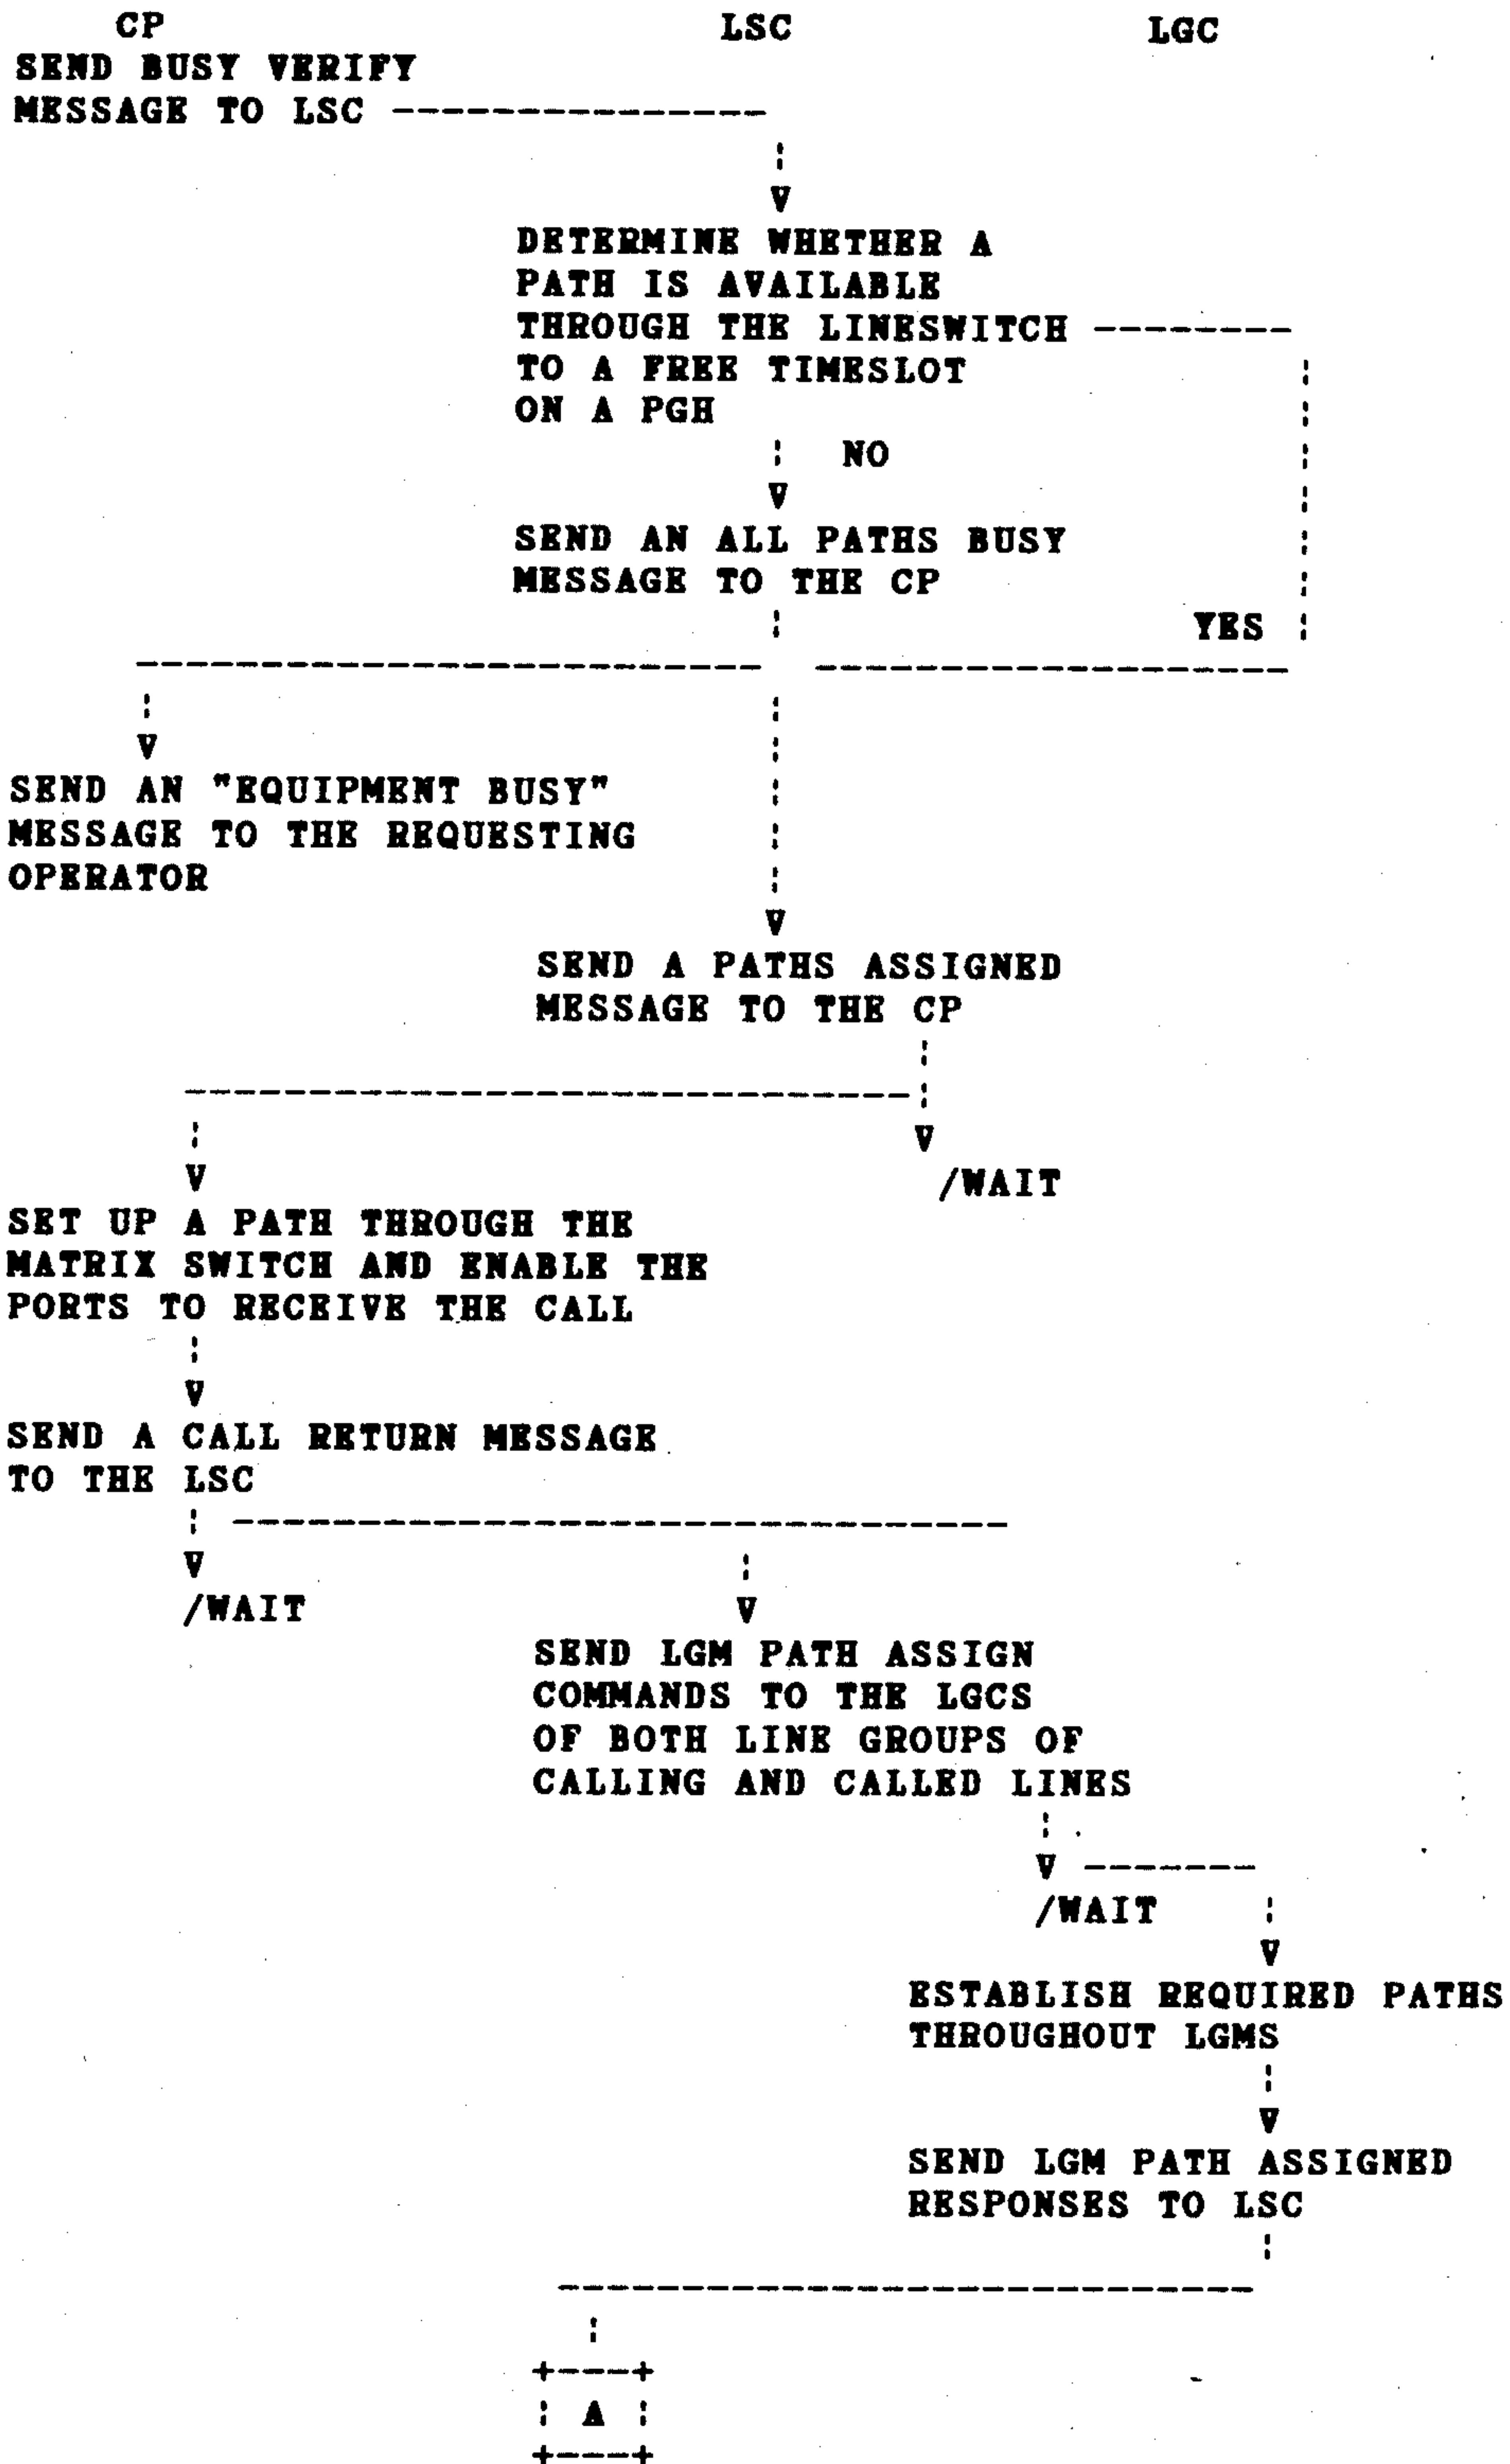 CP LSC LGC
SEND BUSY VERIFY
MESSAGE TO LSC
DETERMINE WHETHER A
PATH IS AVAILABLE
THROUGH THE LINESWITCH
TO A FREE TIMESLOT
ON A PGH
NO
SEND AN ALL PATHS BUSY
MESSAGE TO THE CP
YES
SEND AN "EQUIPMENT BUSY"
MESSAGE TO THE REQUESTING
OPERATOR
SEND A PATHS ASSIGNED
MESSAGE TO THE CP
/WAIT
SET UP A PATH THROUGH THE
MATRIX SWITCH AND ENABLE THE
PORTS TO RECEIVE THE CALL
SEND A CALL RETURN MESSAGE
TO THE LSC
/WAIT
SEND LGM PATH ASSIGN
COMMANDS TO THE LGCS
OF BOTH LINE GROUPS OF
CALLING AND CALLED LINES
/WAIT
ESTABLISH REQUIRED PATHS
THROUGHOUT LGMS
SEND LGM PATH ASSIGNED
RESPONSES TO LSC
A